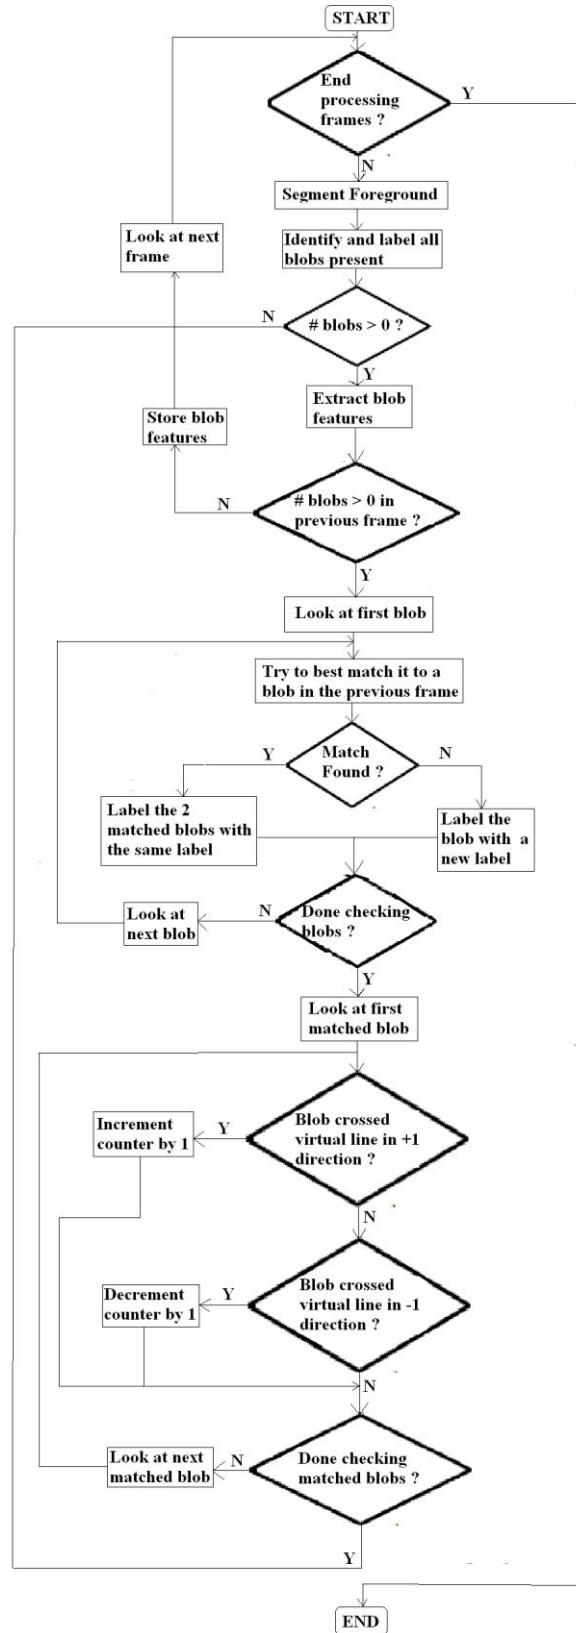 START
End
processing
frames ?
Y
N
Segment Foreground
Look at next
frame
Identify and label all
blobs present
N
# blobs > 0 ?
Y
Extract blob
features
Store blob
features
# blobs > 0 in
previous frame ?
N
Y
Look at first blob
Try to best match it to a
blob in the previous frame
Y
Match
Found ?
N
Label the 2
matched blobs with
the same label
Label the
blob with a
new label
Done checking
blobs ?
N
Look at
next blob
Y
Look at first
matched blob
Increment
counter by 1
Y
Blob crossed
virtual line in +1
direction ?
N
Decrement
counter by 1
Y
Blob crossed
virtual line in -1
direction ?
N
Look at next
matched blob
N
Done checking
matched blobs ?
Y
END